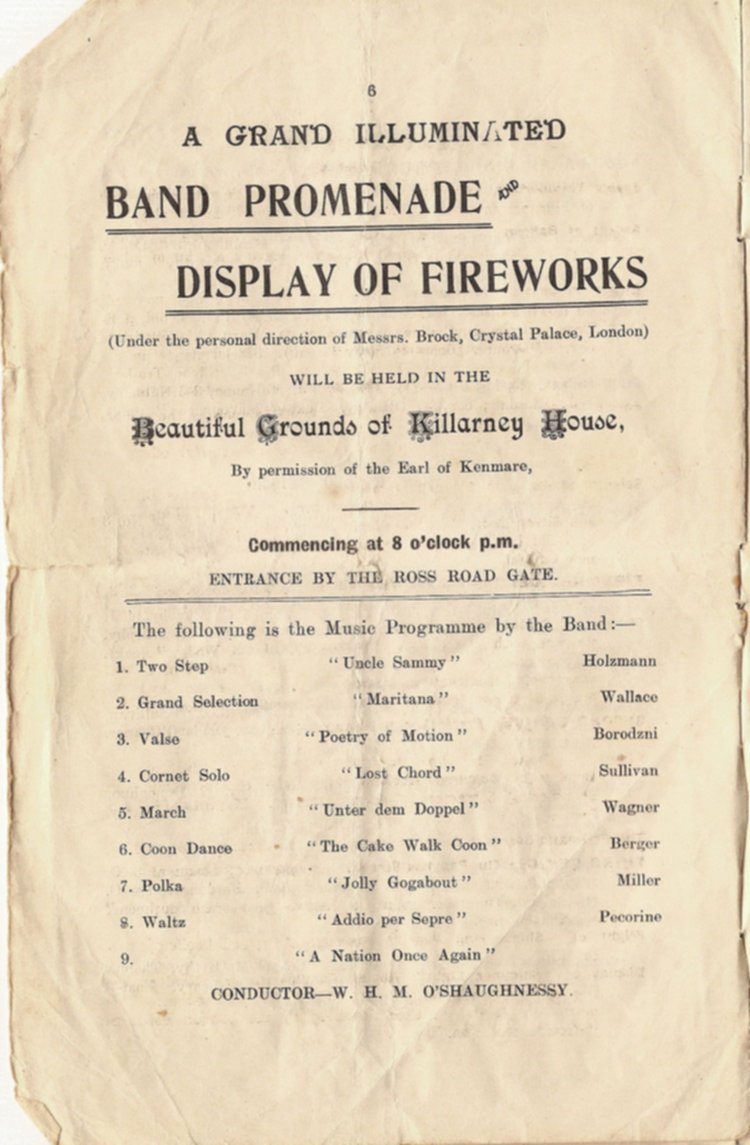 6
A GRAND ILLUMINATED
BAND PROMENADE AND
DISPLAY OF FIREWORKS
(Under the personal direction of Messrs. Brock, Crystal Palace, London)
WILL BE HELD IN THE
Beautiful Grounds of Killarney House,
By permission of the Earl of Kenmare,
Commencing at 8 o'clock p.m.
ENTRANCE BY THE ROSS ROAD GATE.
The following is the Music Programme by the Band:—
1. Two Step "Uncle Sammy" Holzmann
2. Grand Selection "Maritana" Wallace
3. Valse "Poetry of Motion" Borodzni
4. Cornet Solo "Lost Chord" Sullivan
5. March "Unter dem Doppel" Wagner
6. Coon Dance "The Cake Walk Coon" Berger
7. Polka "Jolly Gogabout" Miller
8. Waltz "Addio per Sepre" Pecorine
9. "A Nation Once Again"
CONDUCTOR—W. H. M. O'SHAUGHNESSY.